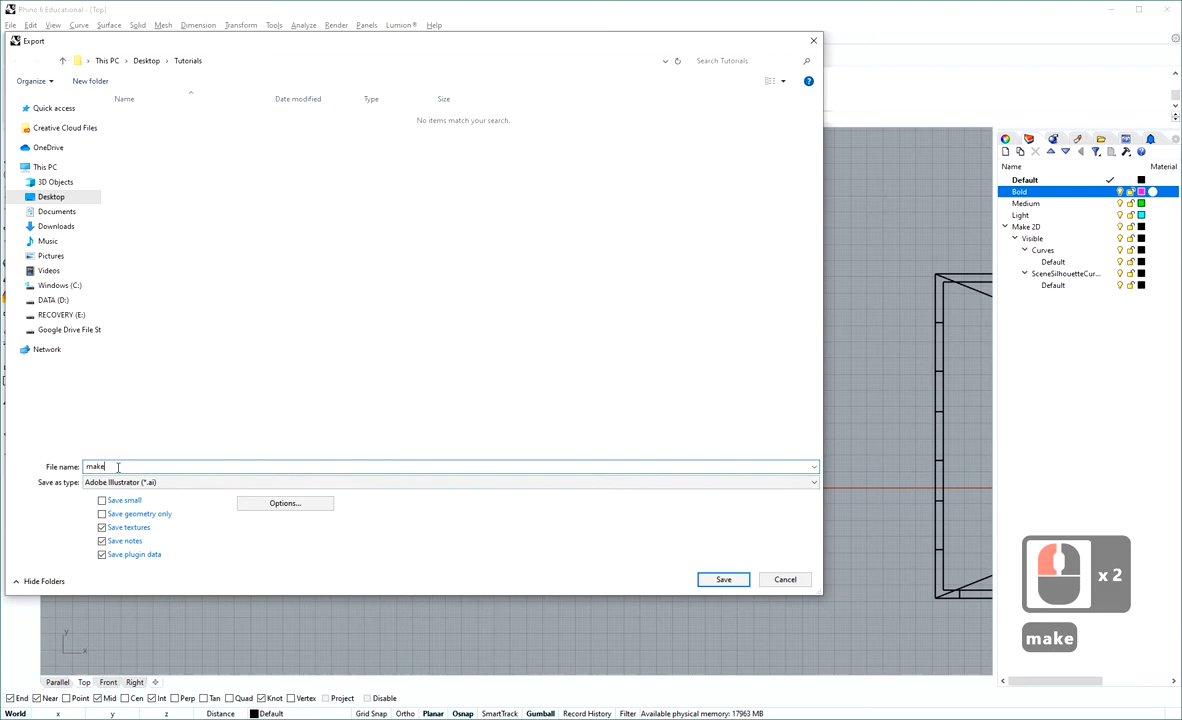 Rhino 6 Educational - [Top]
File Edit View Curve Surface Solid Mesh Dimension Transform Tools Analyze Render Panels Lumion® Help
Export
This PC Desktop Tutorials
Search Tutorials
Organize New folder
Name Date modified Type Size
No items match your search.
Quick access
Creative Cloud Files
OneDrive
This PC
3D Objects
Desktop
Documents
Downloads
Music
Pictures
Videos
Windows (C:)
DATA (D:)
RECOVERY (E:)
Google Drive File St
Network
File name: make
Save as type: Adobe Illustrator (*.ai)
Save small
Save geometry only
Save textures
Save notes
Save plugin data
Options...
Hide Folders
Save Cancel
Name Material
Default
Bold
Medium
Light
Make 2D
Visible
Curves
Default
SceneSilhouetteCur...
Default
x 2
make
y
x
Parallel Top Front Right
End Near Point Mid Cen Int Perp Tan Quad Knot Vertex Project Disable
World x y z Distance Default Grid Snap Ortho Planar Osnap SmartTrack Gumball Record History Filter Available physical memory: 17963 MB